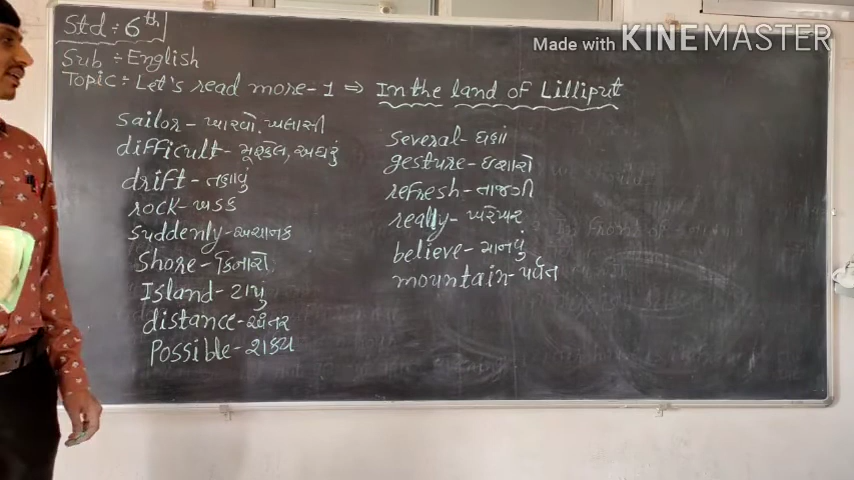 Std ÷ 6th
Made with KINEMASTER
Sub ÷ English
Topic ÷ Let's read more-1 ⇒ In the land of Lilliput
sailor - ખારવો, ખલાસી
difficult - મુશ્કેલ, અઘરું
drift - તણાવું
rock - ખડક
suddenly - અચાનક
Shore - કિનારો
Island - ટાપુ
distance - અંતર
Possible - શક્ય
several - ઘણાં
gesture - ઇશારો
refresh - તાજગી
really - ખરેખર
believe - માનવું
mountain - પર્વત